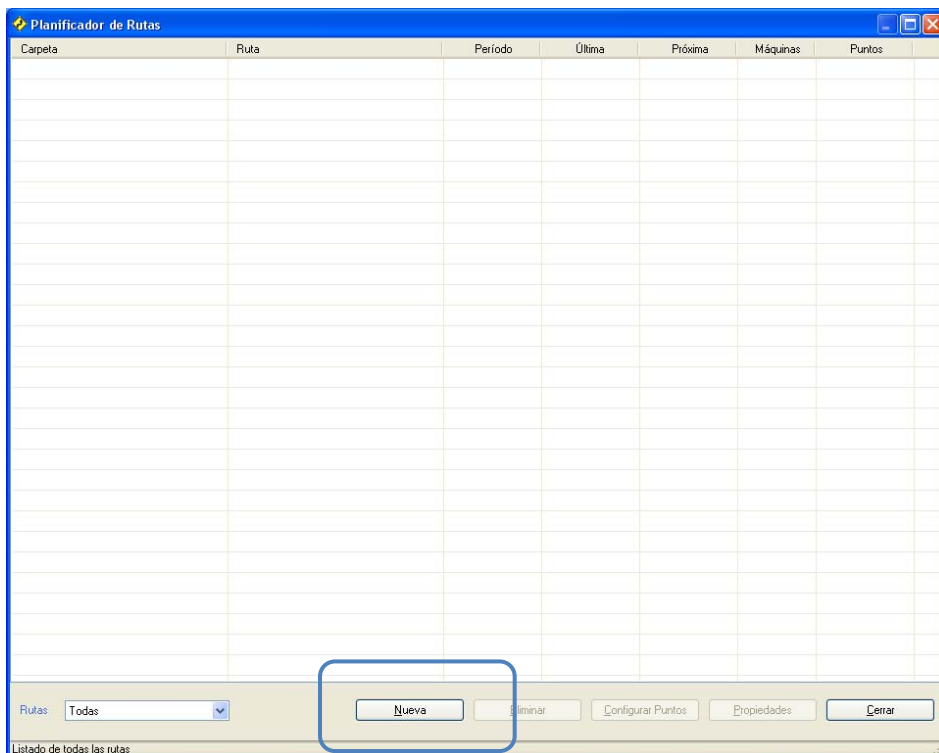 Planificador de Rutas
Carpeta Ruta Período Última Próxima Máquinas Puntos
Rutas Todas Nueva Eliminar Configurar Puntos Propiedades Cerrar
Listado de todas las rutas